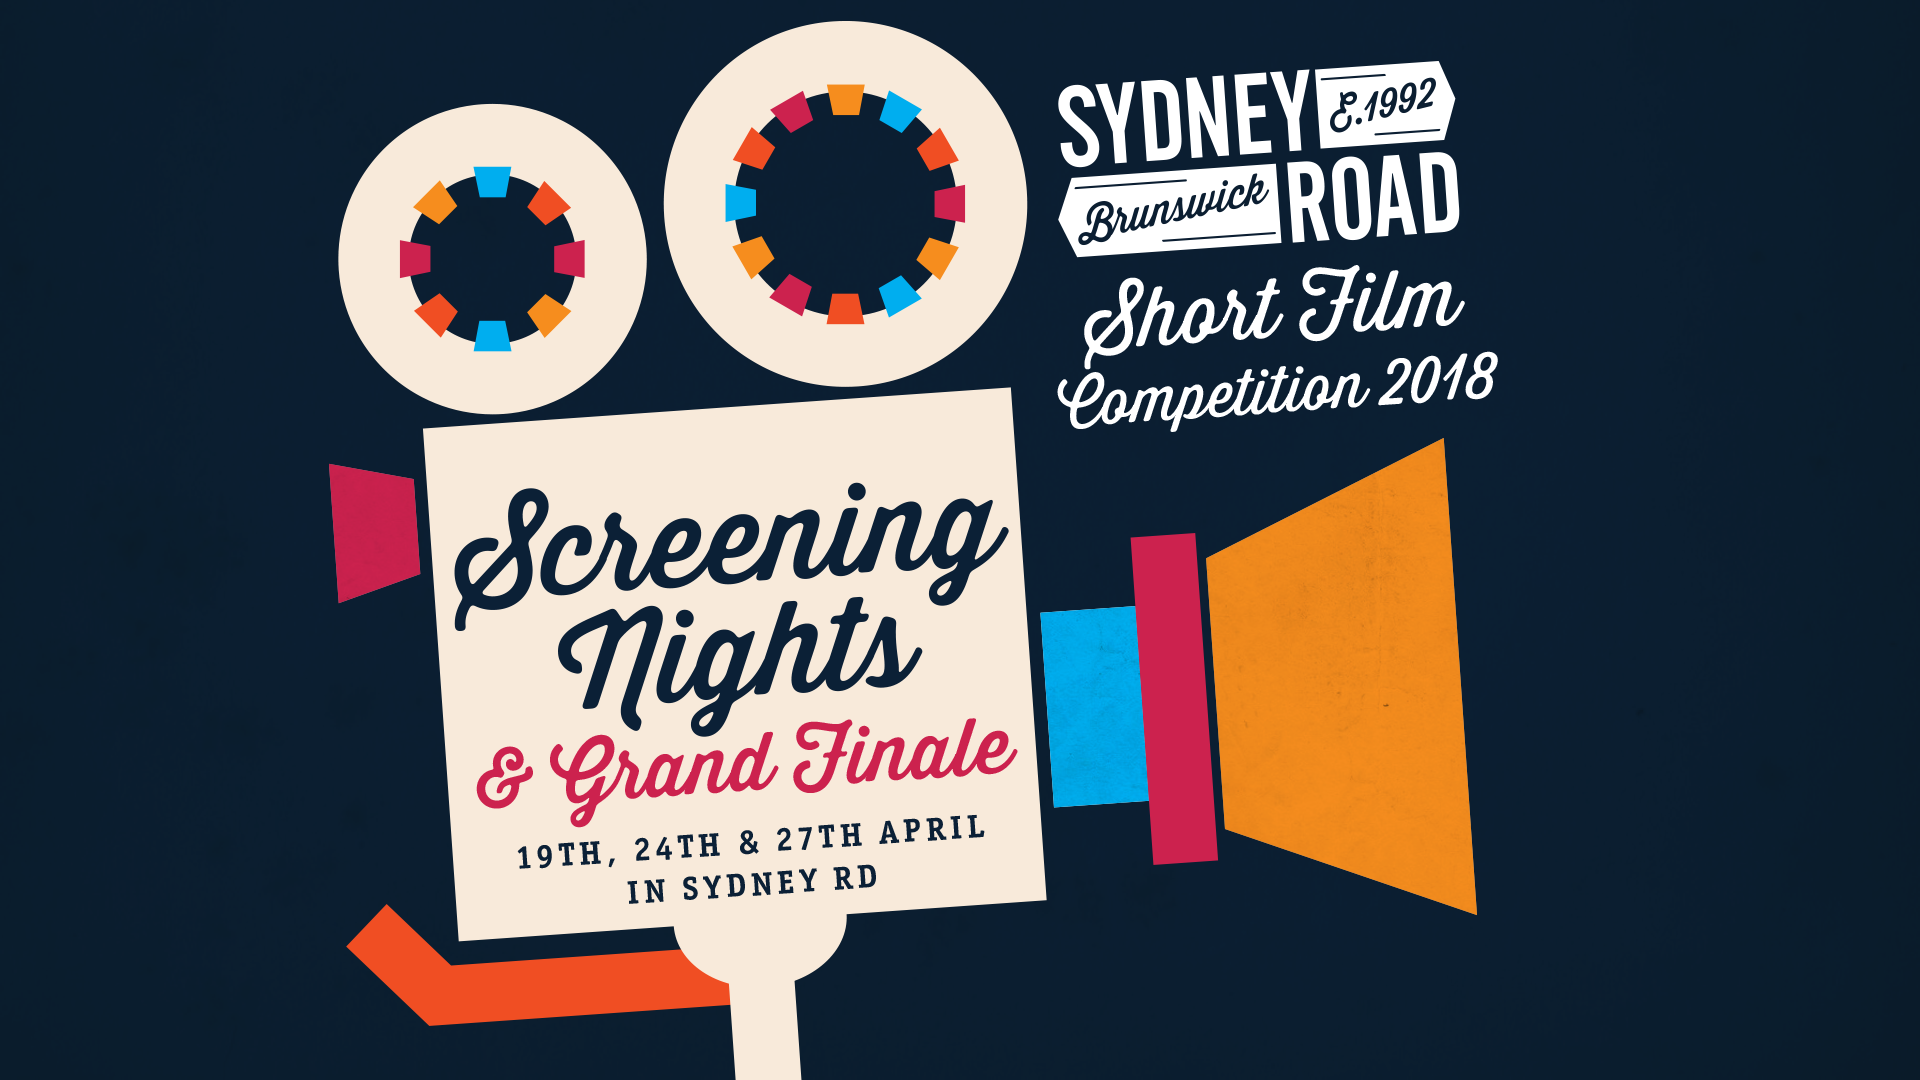 SYDNEY E.1992
Brunswick ROAD
Short Film
Competition 2018
Screening
Nights
& Grand Finale
19TH, 24TH & 27TH APRIL
IN SYDNEY RD